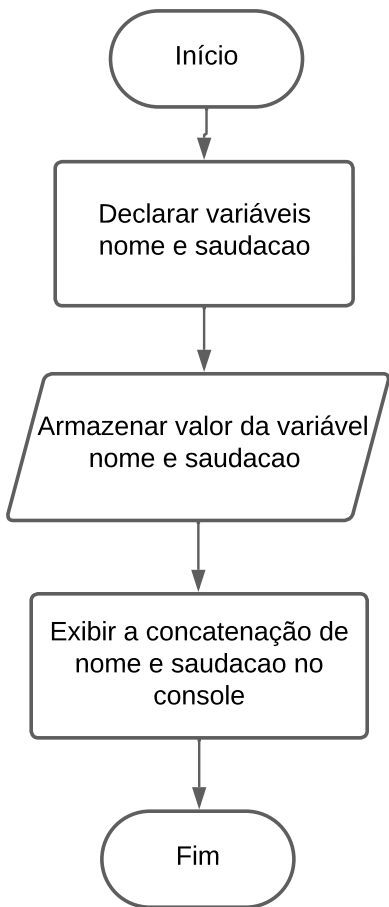 Início
Declarar variáveis
nome e saudacao
Armazenar valor da variável
nome e saudacao
Exibir a concatenação de
nome e saudacao no
console
Fim